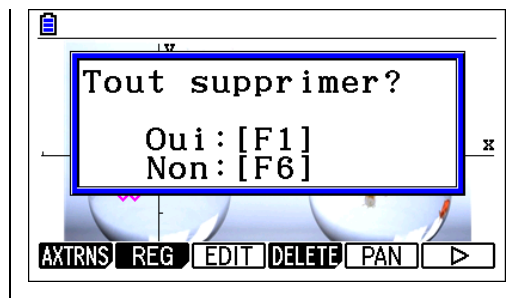 y
Tout supprimer?
Oui:[F1]
Non:[F6]
x
AXTRNS REG EDIT DELETE PAN